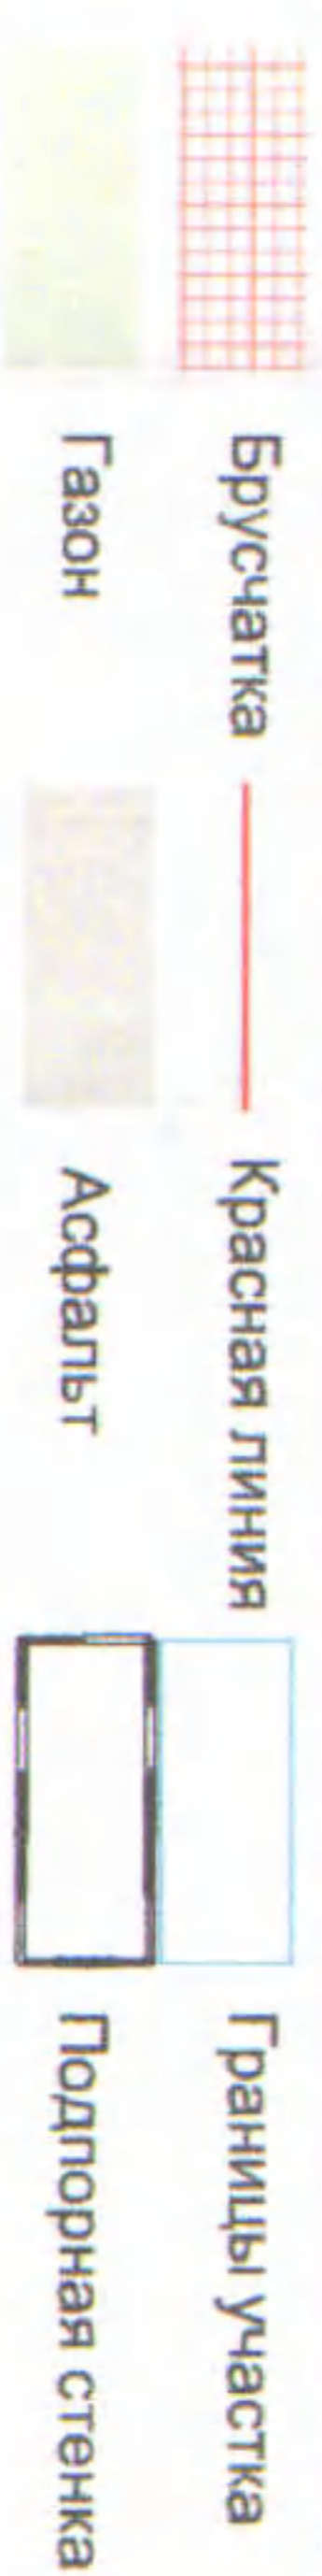 Брусчатка
Красная линия
Границы участка
Газон
Асфальт
Подпорная стенка